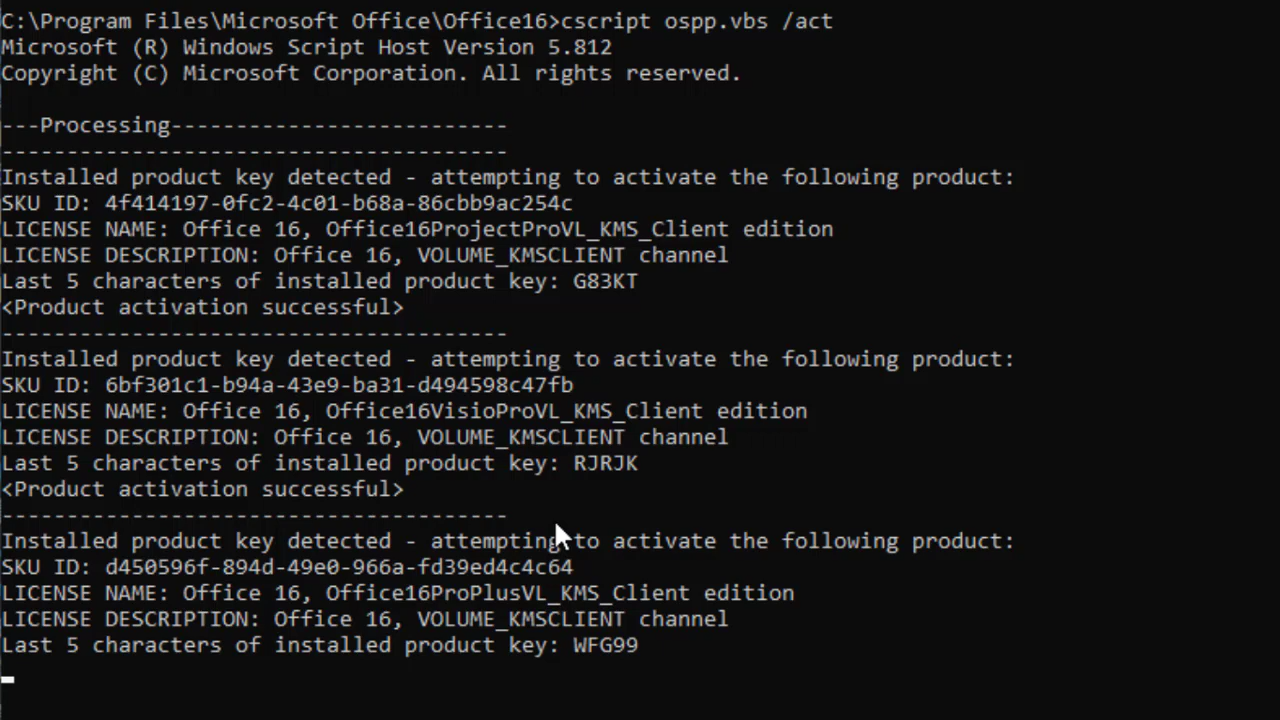 C:\Program Files\Microsoft Office\Office16>cscript ospp.vbs /act
Microsoft (R) Windows Script Host Version 5.812
Copyright (C) Microsoft Corporation. All rights reserved.
---Processing--------------------------
---------------------------------------
Installed product key detected - attempting to activate the following product:
SKU ID: 4f414197-0fc2-4c01-b68a-86cbb9ac254c
LICENSE NAME: Office 16, Office16ProjectProVL_KMS_Client edition
LICENSE DESCRIPTION: Office 16, VOLUME_KMSCLIENT channel
Last 5 characters of installed product key: G83KT
<Product activation successful>
---------------------------------------
Installed product key detected - attempting to activate the following product:
SKU ID: 6bf301c1-b94a-43e9-ba31-d494598c47fb
LICENSE NAME: Office 16, Office16VisioProVL_KMS_Client edition
LICENSE DESCRIPTION: Office 16, VOLUME_KMSCLIENT channel
Last 5 characters of installed product key: RJRJK
<Product activation successful>
---------------------------------------
Installed product key detected - attempting to activate the following product:
SKU ID: d450596f-894d-49e0-966a-fd39ed4c4c64
LICENSE NAME: Office 16, Office16ProPlusVL_KMS_Client edition
LICENSE DESCRIPTION: Office 16, VOLUME_KMSCLIENT channel
Last 5 characters of installed product key: WFG99